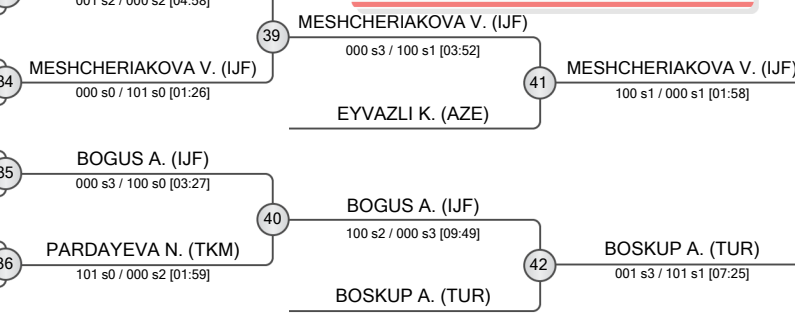 001 s2 / 000 s2 [04:58]
39
MESHCHERIAKOVA V. (IJF)
000 s3 / 100 s1 [03:52]
34
MESHCHERIAKOVA V. (IJF)
000 s0 / 101 s0 [01:26]
41
MESHCHERIAKOVA V. (IJF)
100 s1 / 000 s1 [01:58]
EYVAZLI K. (AZE)
35
BOGUS A. (IJF)
000 s3 / 100 s0 [03:27]
40
BOGUS A. (IJF)
100 s2 / 000 s3 [09:49]
36
PARDAYEVA N. (TKM)
101 s0 / 000 s2 [01:59]
42
BOSKUP A. (TUR)
001 s3 / 101 s1 [07:25]
BOSKUP A. (TUR)